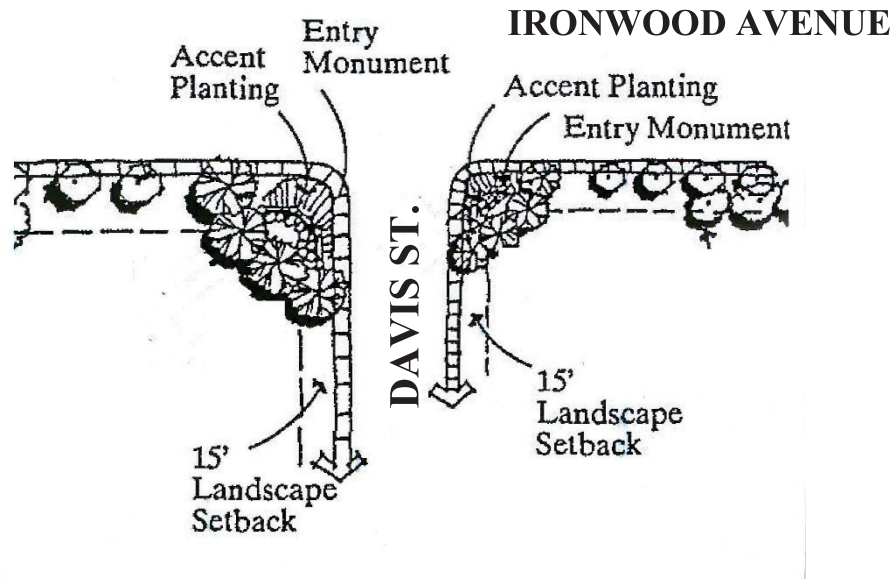 IRONWOOD AVENUE
Accent
Planting
Entry
Monument
Accent Planting
Entry Monument
DAVIS ST.
15'
Landscape
Setback
15'
Landscape
Setback